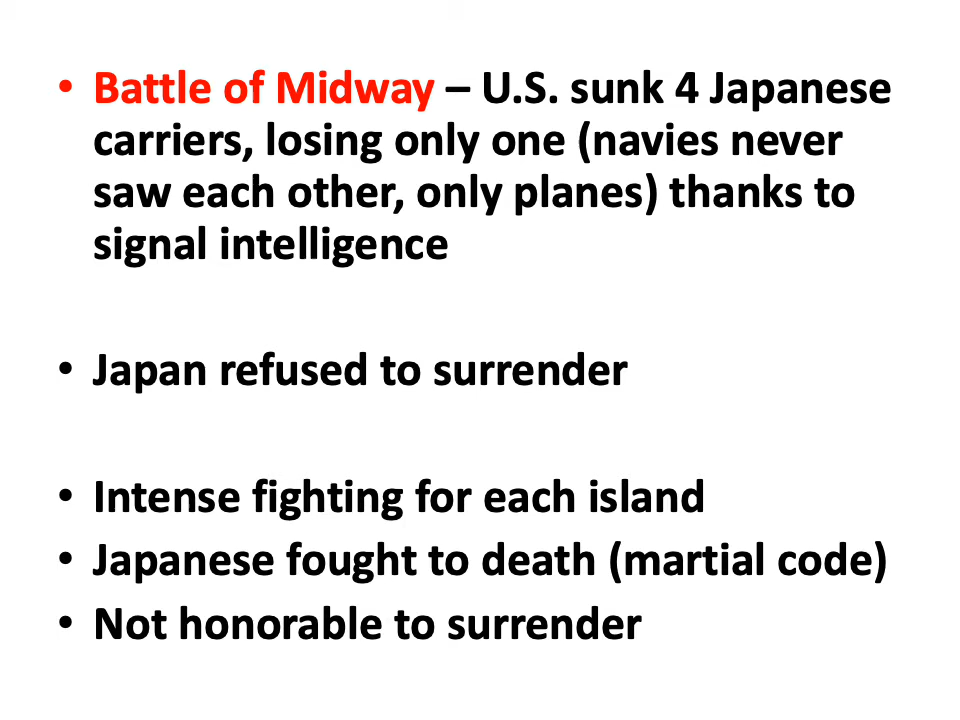 • Battle of Midway – U.S. sunk 4 Japanese
carriers, losing only one (navies never
saw each other, only planes) thanks to
signal intelligence
• Japan refused to surrender
• Intense fighting for each island
• Japanese fought to death (martial code)
• Not honorable to surrender